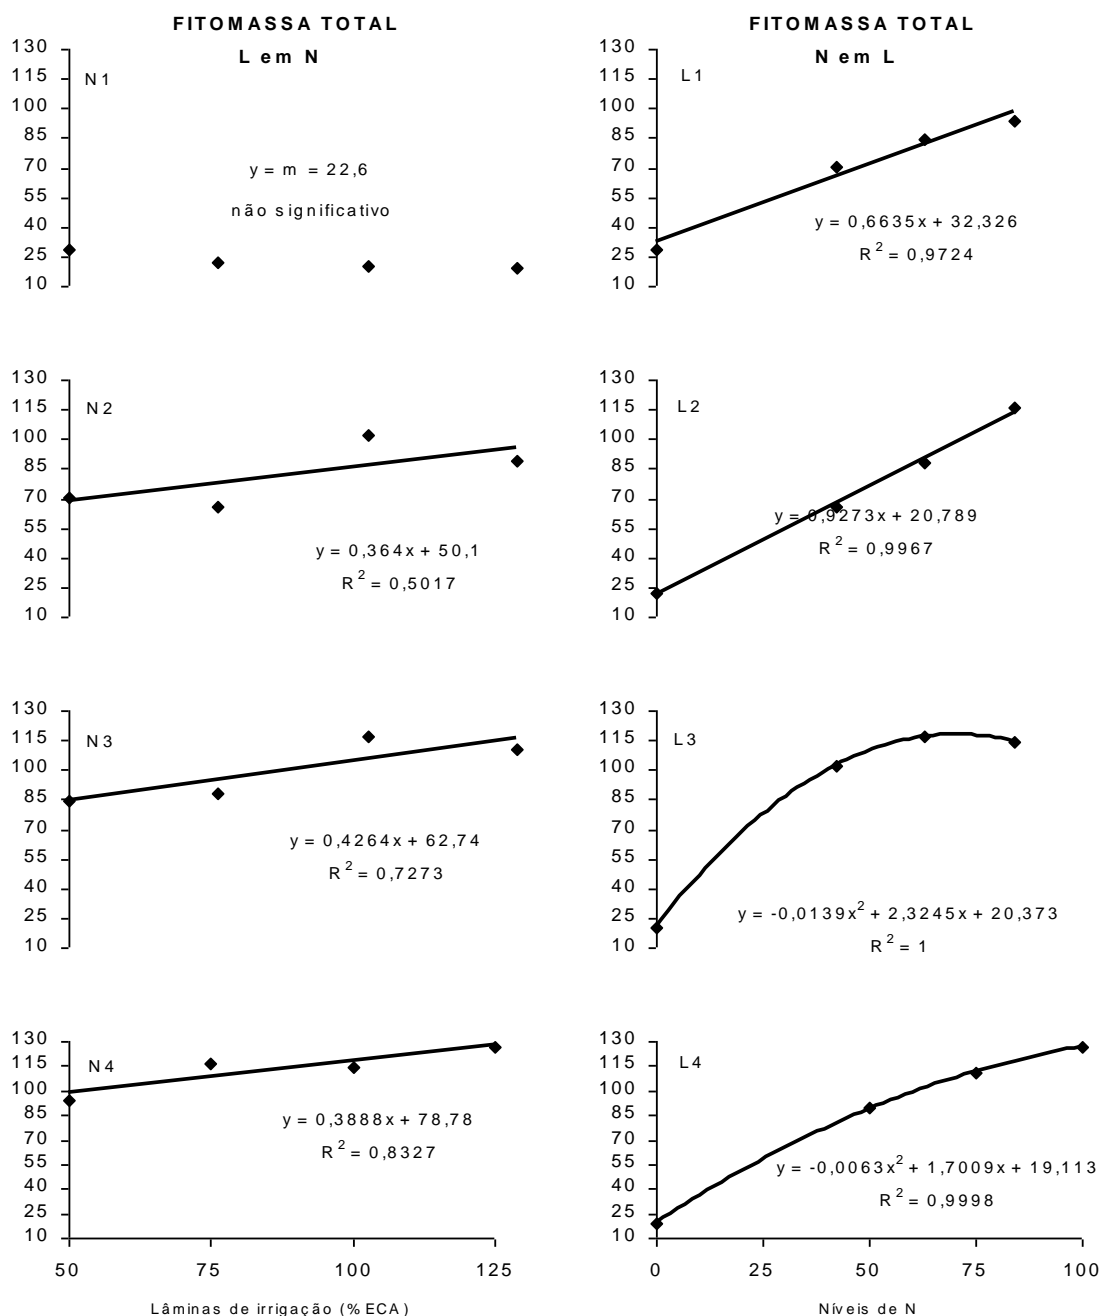 FITOMASSA TOTAL
L em N
130
115
100
85
70
55
40
25
10
N1
y = m = 22,6
não significativo
130
115
100
85
70
55
40
25
10
N2
y = 0,364x + 50,1
R² = 0,5017
130
115
100
85
70
55
40
25
10
N3
y = 0,4264x + 62,74
R² = 0,7273
130
115
100
85
70
55
40
25
10
N4
y = 0,3888x + 78,78
R² = 0,8327
50 75 100 125
Lâminas de irrigação (%ECA)
FITOMASSA TOTAL
N em L
130
115
100
85
70
55
40
25
10
L1
y = 0,6635x + 32,326
R² = 0,9724
130
115
100
85
70
55
40
25
10
L2
y = 0,9273x + 20,789
R² = 0,9967
130
115
100
85
70
55
40
25
10
L3
y = -0,0139x² + 2,3245x + 20,373
R² = 1
130
115
100
85
70
55
40
25
10
L4
y = -0,0063x² + 1,7009x + 19,113
R² = 0,9998
0 25 50 75 100
Níveis de N